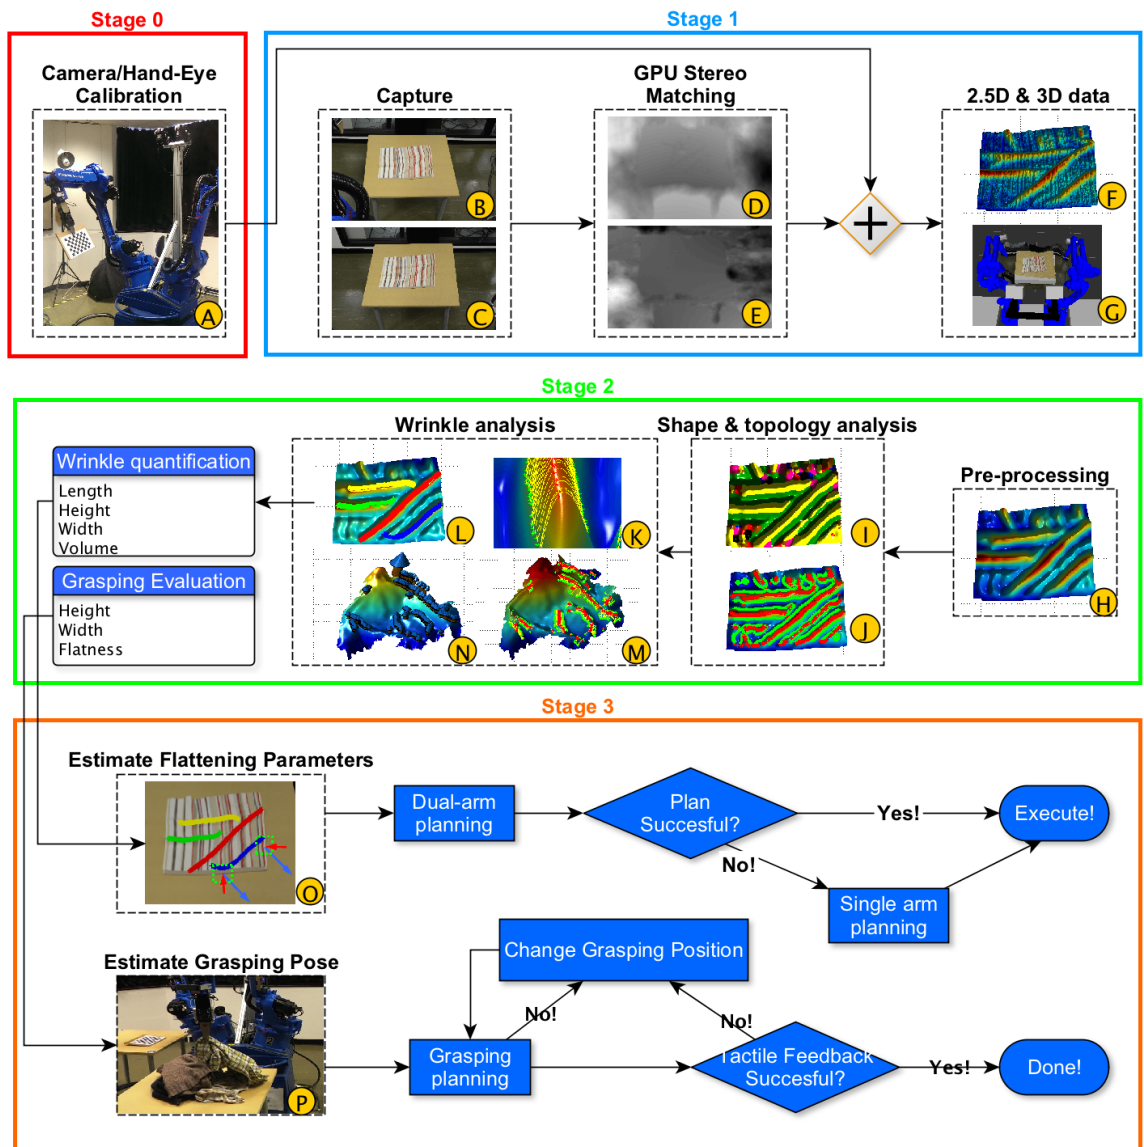 Stage 0
Stage 1
Camera/Hand-Eye
Calibration
A
Capture
B
C
GPU Stereo
Matching
D
E
+
2.5D & 3D data
F
G
Stage 2
Wrinkle quantification
Length
Height
Width
Volume
Grasping Evaluation
Height
Width
Flatness
Wrinkle analysis
L
K
N
M
Shape & topology analysis
I
J
Pre-processing
H
Stage 3
Estimate Flattening Parameters
O
Dual-arm
planning
Plan
Succesful?
Yes!
Execute!
No!
Single arm
planning
Estimate Grasping Pose
P
Change Grasping Position
No!
No!
Grasping
planning
Tactile Feedback
Succesful?
Yes!
Done!